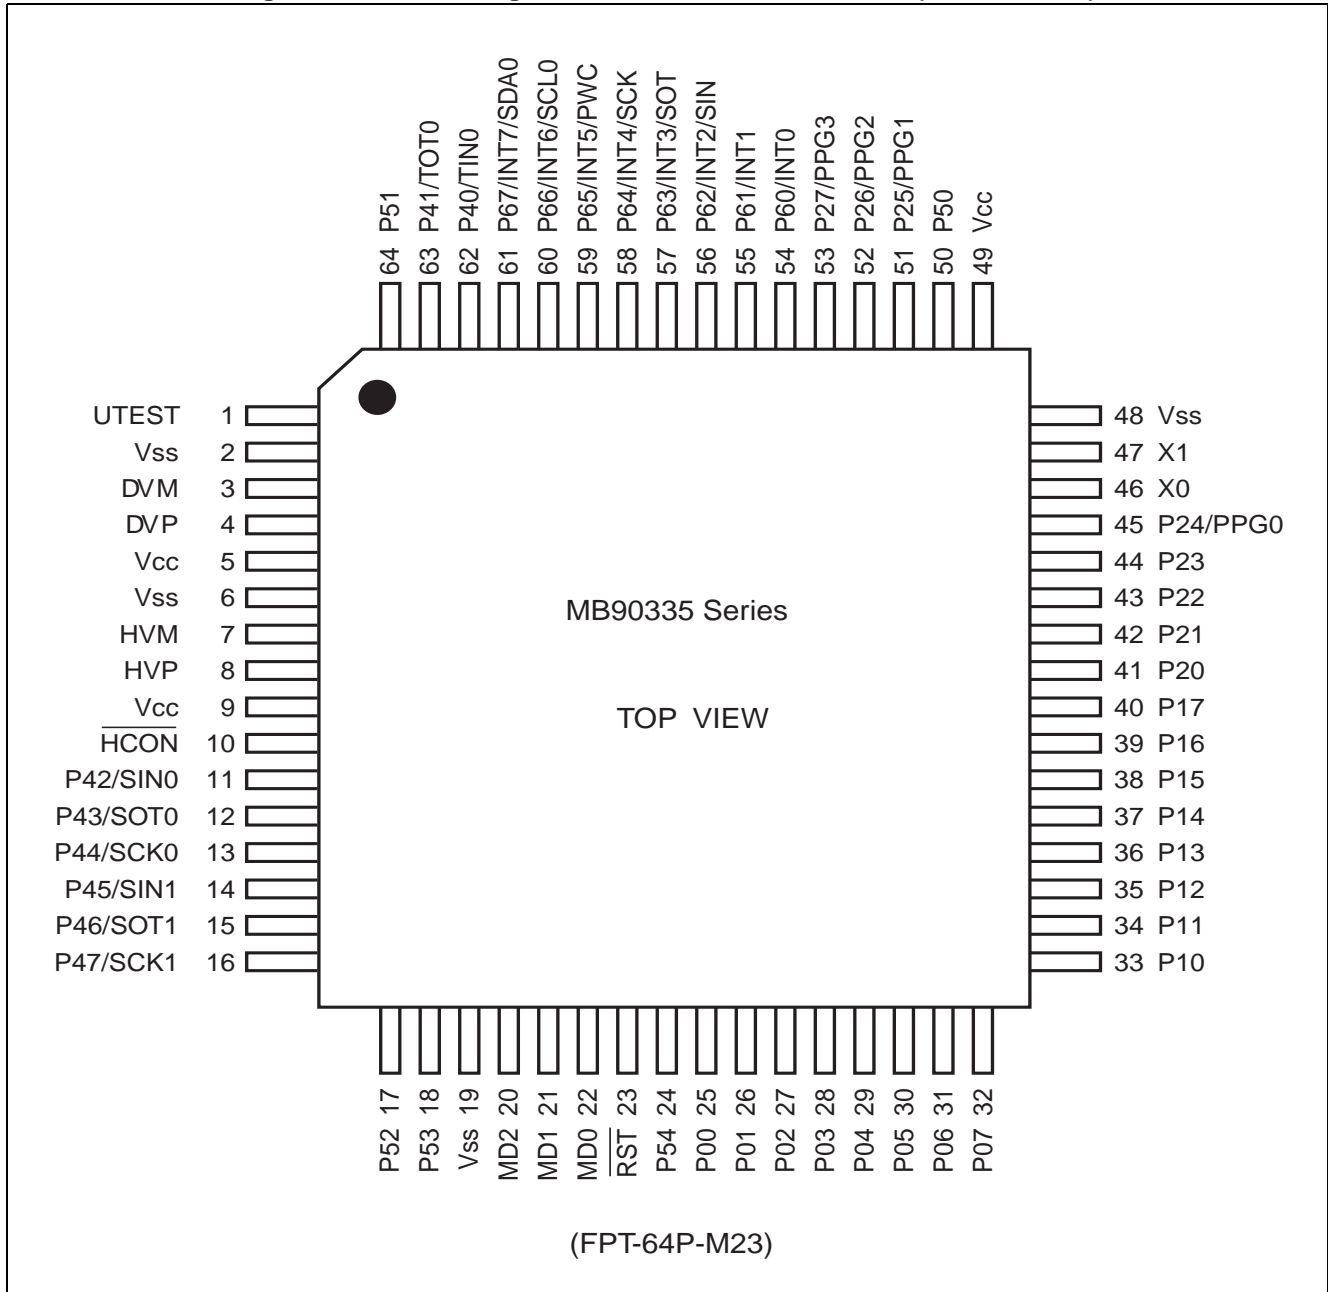 64 P51
63 P41/TOT0
62 P40/TIN0
61 P67/INT7/SDA0
60 P66/INT6/SCL0
59 P65/INT5/PWC
58 P64/INT4/SCK
57 P63/INT3/SOT
56 P62/INT2/SIN
55 P61/INT1
54 P60/INT0
53 P27/PPG3
52 P26/PPG2
51 P25/PPG1
50 P50
49 Vcc
UTEST 1
Vss 2
DVM 3
DVP 4
Vcc 5
Vss 6
HVM 7
HVP 8
Vcc 9
HCON 10
P42/SIN0 11
P43/SOT0 12
P44/SCK0 13
P45/SIN1 14
P46/SOT1 15
P47/SCK1 16
MB90335 Series
TOP VIEW
48 Vss
47 X1
46 X0
45 P24/PPG0
44 P23
43 P22
42 P21
41 P20
40 P17
39 P16
38 P15
37 P14
36 P13
35 P12
34 P11
33 P10
P52 17
P53 18
Vss 19
MD2 20
MD1 21
MD0 22
RST 23
P54 24
P00 25
P01 26
P02 27
P03 28
P04 29
P05 30
P06 31
P07 32
(FPT-64P-M23)